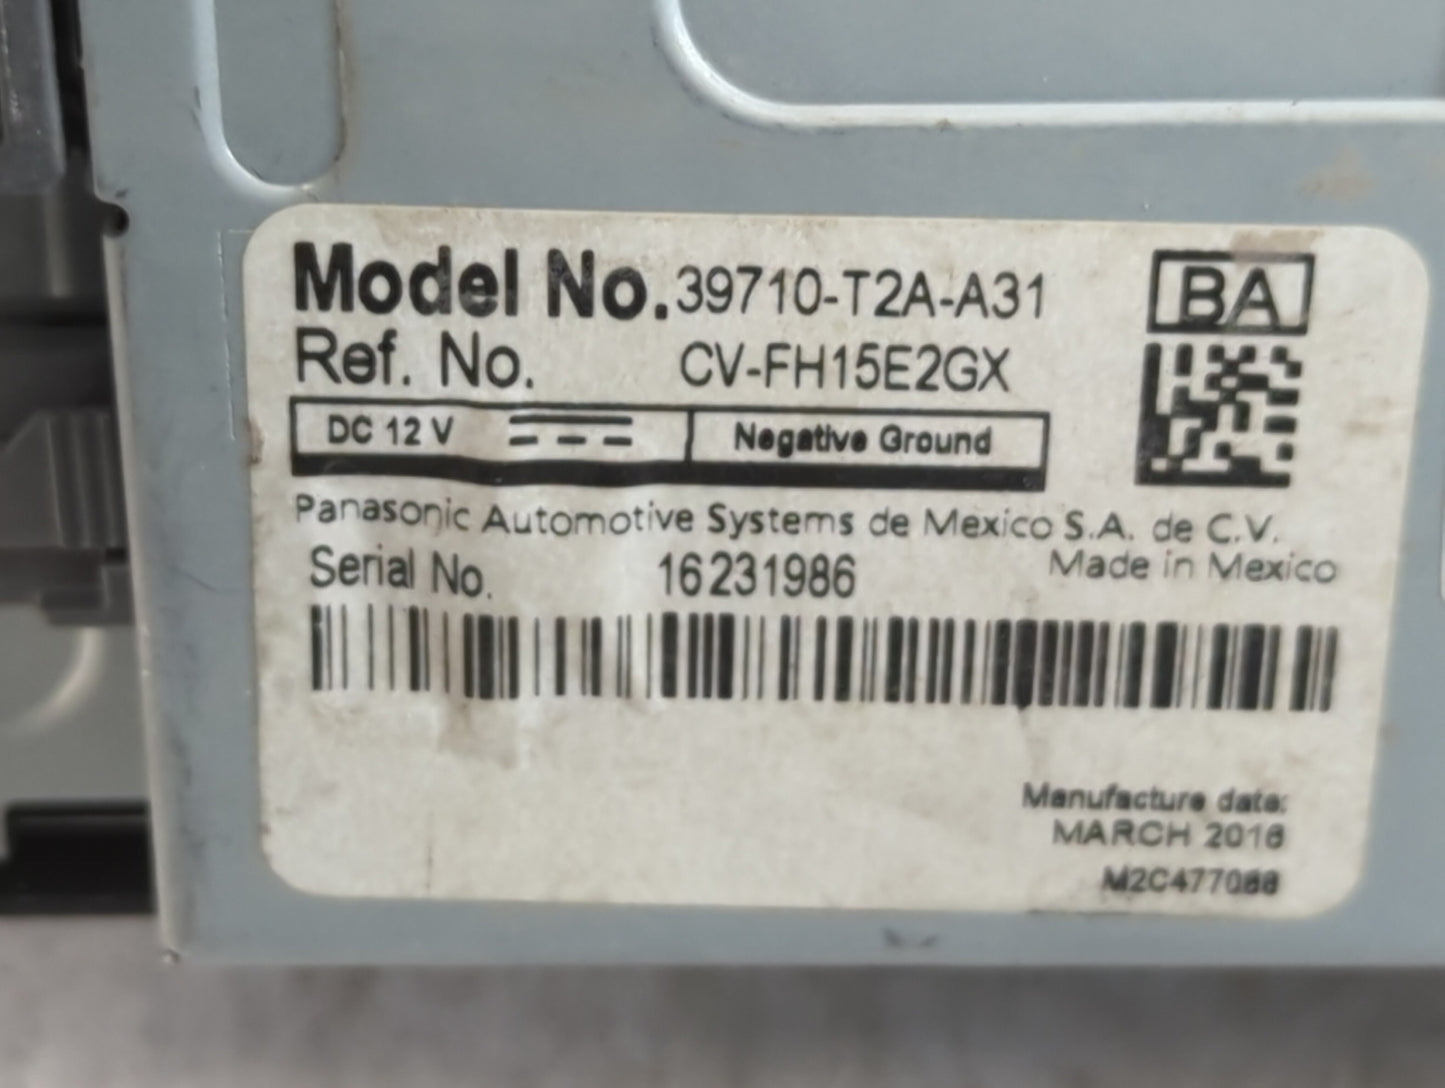 Model No. 39710-T2A-A31
BA
Ref. No. CV-FH15E2GX
DC 12 V
Negative Ground
Panasonic Automotive Systems de Mexico S.A. de C.V.
Serial No. 16231986
Made in Mexico
Manufacture date:
MARCH 2016